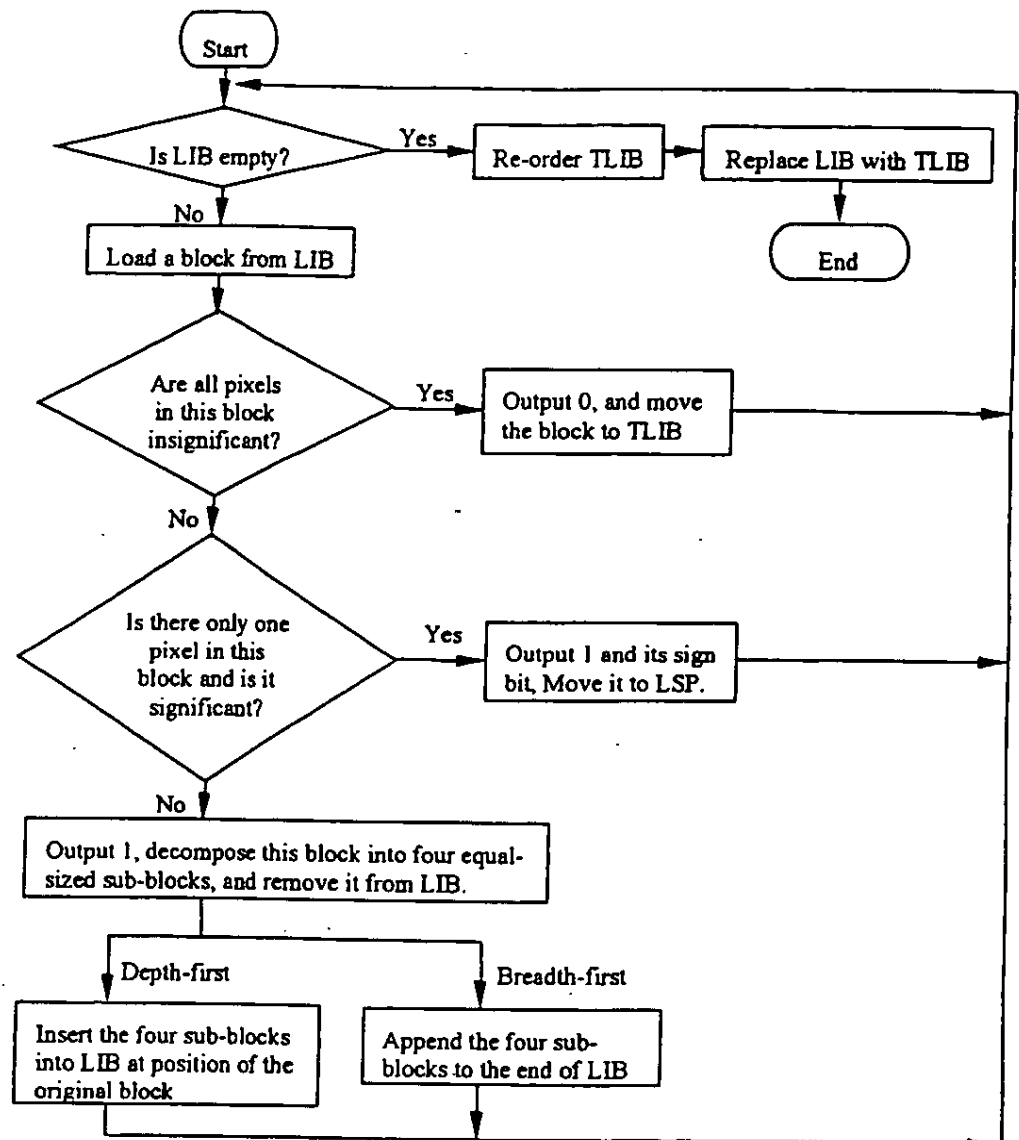 Start
Is LIB empty?
Yes
Re-order TLIB
Replace LIB with TLIB
No
Load a block from LIB
End
Are all pixels
in this block
insignificant?
Yes
Output 0, and move
the block to TLIB
No
Is there only one
pixel in this
block and is it
significant?
Yes
Output 1 and its sign
bit, Move it to LSP.
No
Output 1, decompose this block into four equal-
sized sub-blocks, and remove it from LIB.
Depth-first
Breadth-first
Insert the four sub-blocks
into LIB at position of the
original block
Append the four sub-
blocks to the end of LIB